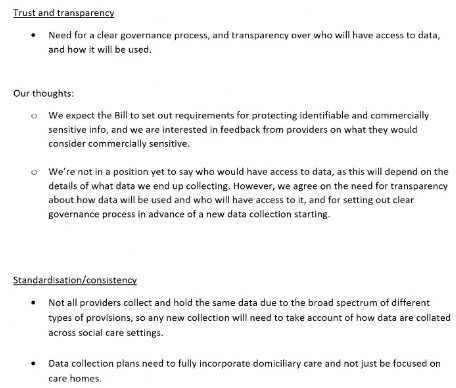 Trust and transparency
• Need for a clear governance process, and transparency over who will have access to data,
and how it will be used.
Our thoughts:
o We expect the Bill to set out requirements for protecting identifiable and commercially
sensitive info, and we are interested in feedback from providers on what they would
consider commercially sensitive.
o We're not in a position yet to say who would have access to data, as this will depend on the
details of what data we end up collecting. However, we agree on the need for transparency
about how data will be used and who will have access to it, and for setting out clear
governance process in advance of a new data collection starting.
Standardisation/consistency
• Not all providers collect and hold the same data due to the broad spectrum of different
types of provisions, so any new collection will need to take account of how data are collated
across social care settings.
• Data collection plans need to fully incorporate domiciliary care and not just be focused on
care homes.